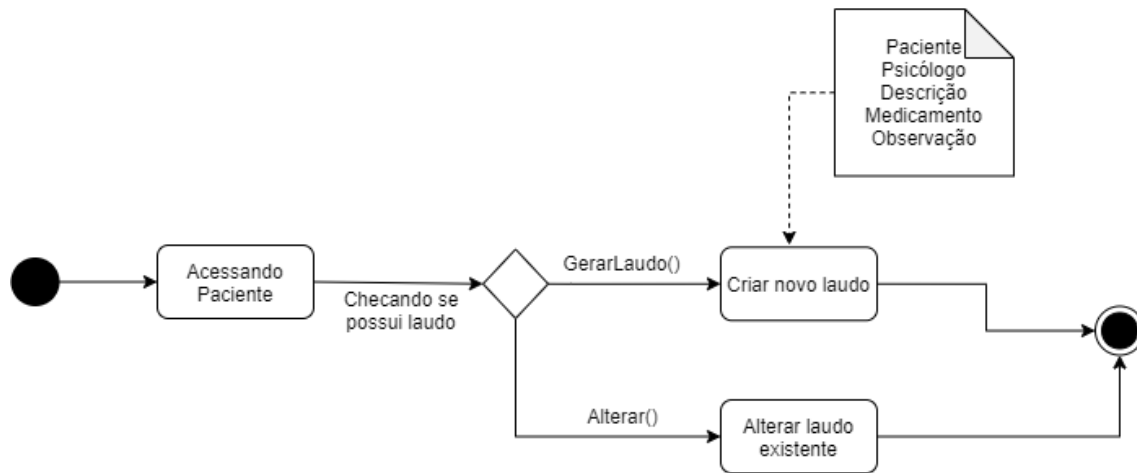 Paciente
Psicólogo
Descrição
Medicamento
Observação
Acessando
Paciente
Checando se
possui laudo
GerarLaudo()
Criar novo laudo
Alterar()
Alterar laudo
existente